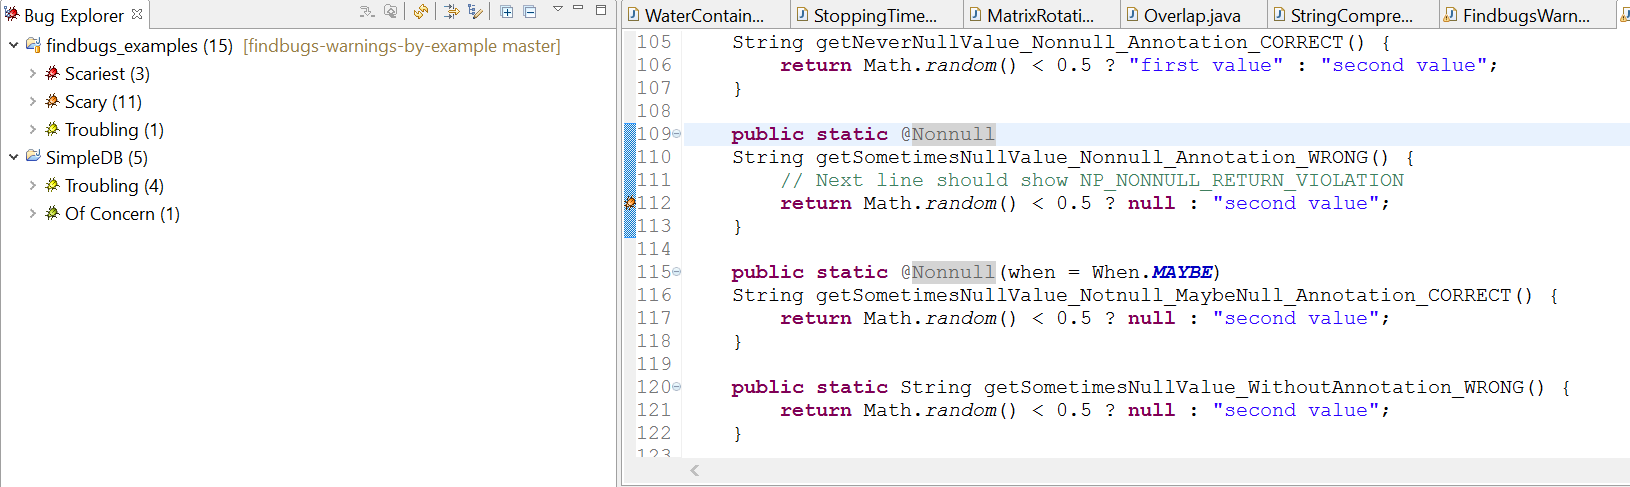 Bug Explorer
findbugs_examples (15) [findbugs-warnings-by-example master]
Scariest (3)
Scary (11)
Troubling (1)
SimpleDB (5)
Troubling (4)
Of Concern (1)
WaterContain... StoppingTime... MatrixRotati... Overlap.java StringCompre... FindbugsWarn...
105 String getNeverNullValue_Nonnull_Annotation_CORRECT() {
106 return Math.random() < 0.5 ? "first value" : "second value";
107 }
108
109 public static @Nonnull
110 String getSometimesNullValue_Nonnull_Annotation_WRONG() {
111 // Next line should show NP_NONNULL_RETURN_VIOLATION
112 return Math.random() < 0.5 ? null : "second value";
113 }
114
115 public static @Nonnull(when = When.MAYBE)
116 String getSometimesNullValue_Notnull_MaybeNull_Annotation_CORRECT() {
117 return Math.random() < 0.5 ? null : "second value";
118 }
119
120 public static String getSometimesNullValue_WithoutAnnotation_WRONG() {
121 return Math.random() < 0.5 ? null : "second value";
122 }
123